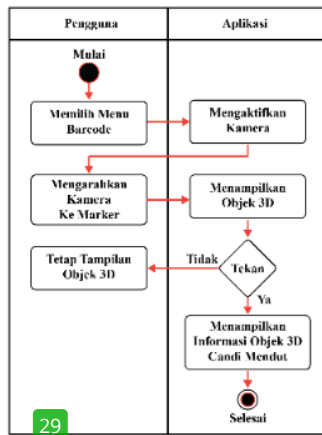 Pengguna
Aplikasi
Mulai
Memilih Menu
Barcode
Mengaktifkan
Kamera
Mengarahkan
Kamera
Ke Marker
Menampilkan
Objek 3D
Tetap Tampilan
Objek 3D
Tidak
Tekan
Ya
Menampilkan
Informasi Objek 3D
Candi Mendut
Selesai
29